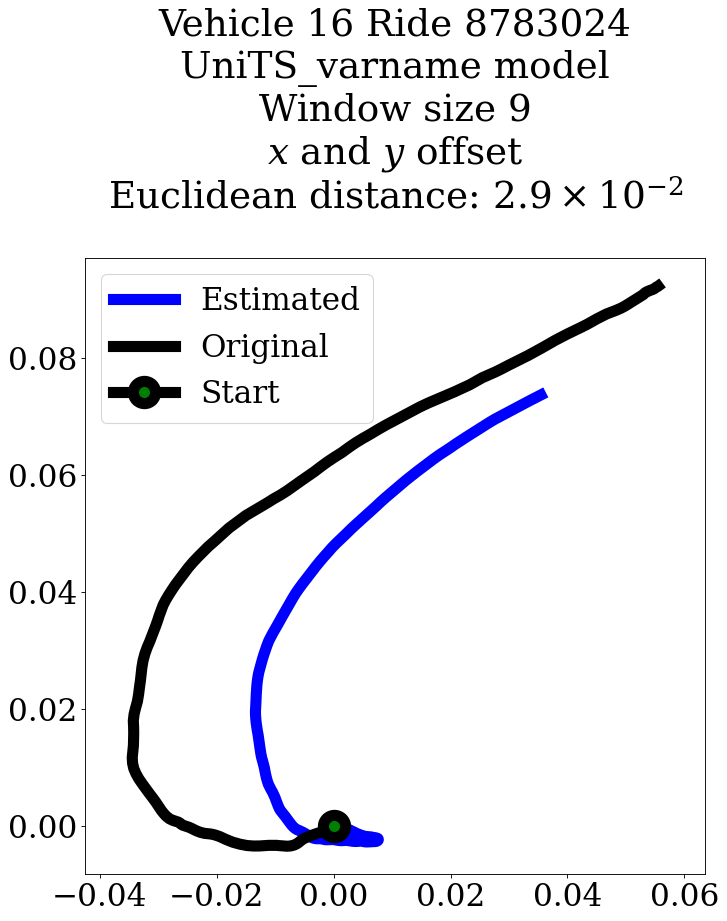 Vehicle 16 Ride 8783024
UniTS_varname model
Window size 9
x and y offset
Euclidean distance: 2.9 × 10⁻²
Estimated
Original
Start
0.08
0.06
0.04
0.02
0.00
−0.04 −0.02 0.00 0.02 0.04 0.06